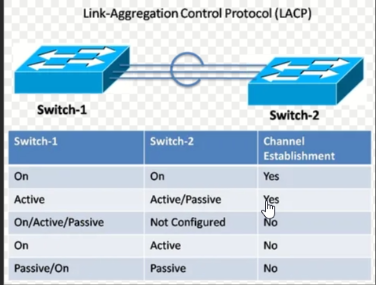 Link-Aggregation Control Protocol (LACP)
Switch-1
Switch-2
Switch-1 Switch-2 Channel
Establishment
On On Yes
Active Active/Passive Yes
On/Active/Passive Not Configured No
On Active No
Passive/On Passive No